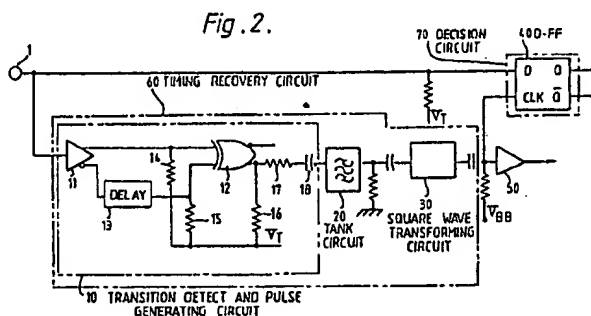 Fig. 2.
1
70 DECISION CIRCUIT
40 D-FF
D Q
CLK Q̅
60 TIMING RECOVERY CIRCUIT
V̅T
11
14
12
17
18
DELAY
13
15
16
V̅T
20 TANK CIRCUIT
30 SQUARE WAVE TRANSFORMING CIRCUIT
50
V̅BB
10 TRANSITION DETECT AND PULSE GENERATING CIRCUIT